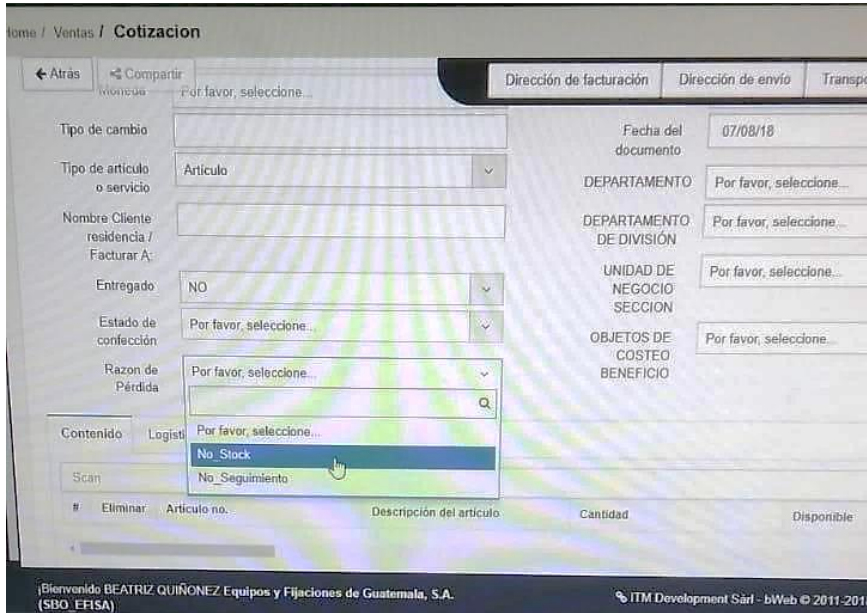 Home / Ventas / Cotizacion
Atrás
Compartir
Dirección de facturación
Dirección de envío
Moneda
Por favor, seleccione...
Tipo de cambio
Fecha del
documento
07/08/18
Tipo de artículo
o servicio
Artículo
DEPARTAMENTO
Por favor, seleccione...
Nombre Cliente
residencia /
Facturar A:
DEPARTAMENTO
DE DIVISIÓN
Por favor, seleccione...
Entregado
NO
UNIDAD DE
NEGOCIO
SECCION
Por favor, seleccione...
Estado de
confección
Por favor, seleccione...
OBJETOS DE
COSTEO
BENEFICIO
Por favor, seleccione...
Razon de
Pérdida
Por favor, seleccione...
Por favor, seleccione...
No_Stock
No_Seguimiento
Contenido
Logisti
Scan
# Eliminar Artículo no. Descripción del artículo Cantidad Disponible
¡Bienvenido BEATRIZ QUIÑONEZ Equipos y Fijaciones de Guatemala, S.A.
(SBO_EFISA)
ITM Development Sàrl - bWeb © 2011-201